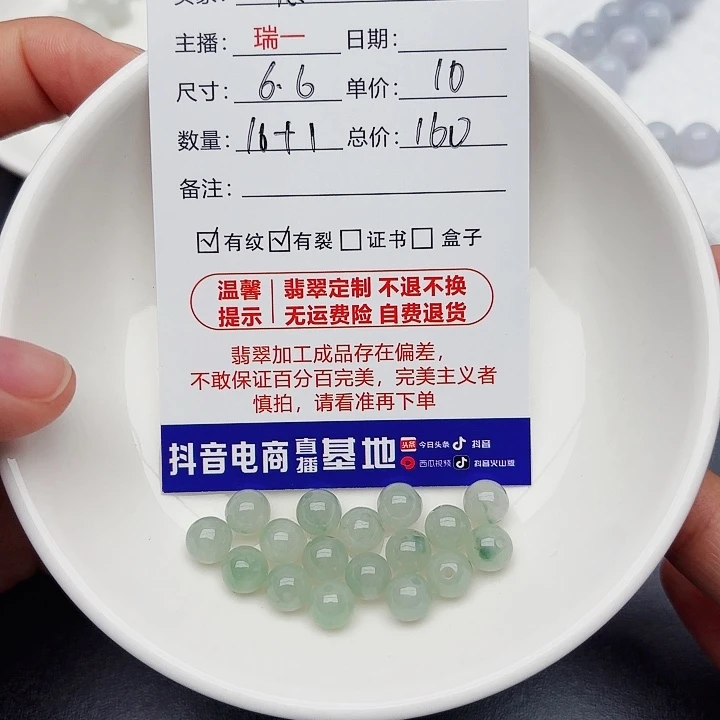 主播: 瑞一 日期:
尺寸: 6.6 单价: 10
数量: 16+1 总价: 160
备注:
☑有纹☑有裂☐证书☐ 盒子
温馨 翡翠定制 不退不换
提示 无运费险 自费退货
翡翠加工成品存在偏差，
不敢保证百分百完美，完美主义者
慎拍，请看准再下单
抖音电商直播基地
头条 今日头条 抖音
西瓜视频 抖音火山版